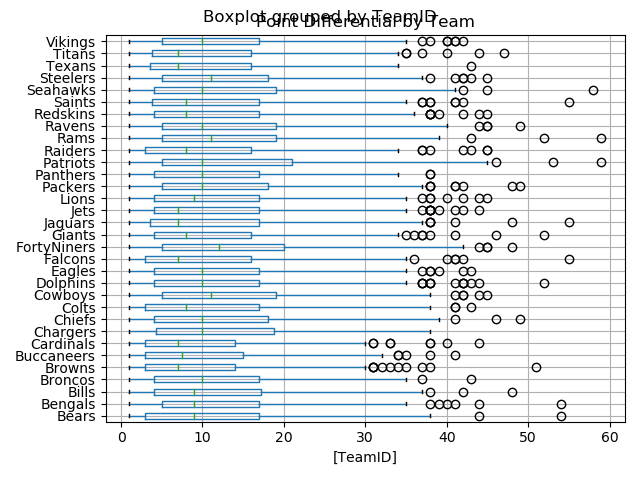 Boxplot grouped by TeamID
Point Differential by Team
Vikings
Titans
Texans
Steelers
Seahawks
Saints
Redskins
Ravens
Rams
Raiders
Patriots
Panthers
Packers
Lions
Jets
Jaguars
Giants
FortyNiners
Falcons
Eagles
Dolphins
Cowboys
Colts
Chiefs
Chargers
Cardinals
Buccaneers
Browns
Broncos
Bills
Bengals
Bears
0 10 20 30 40 50 60
[TeamID]